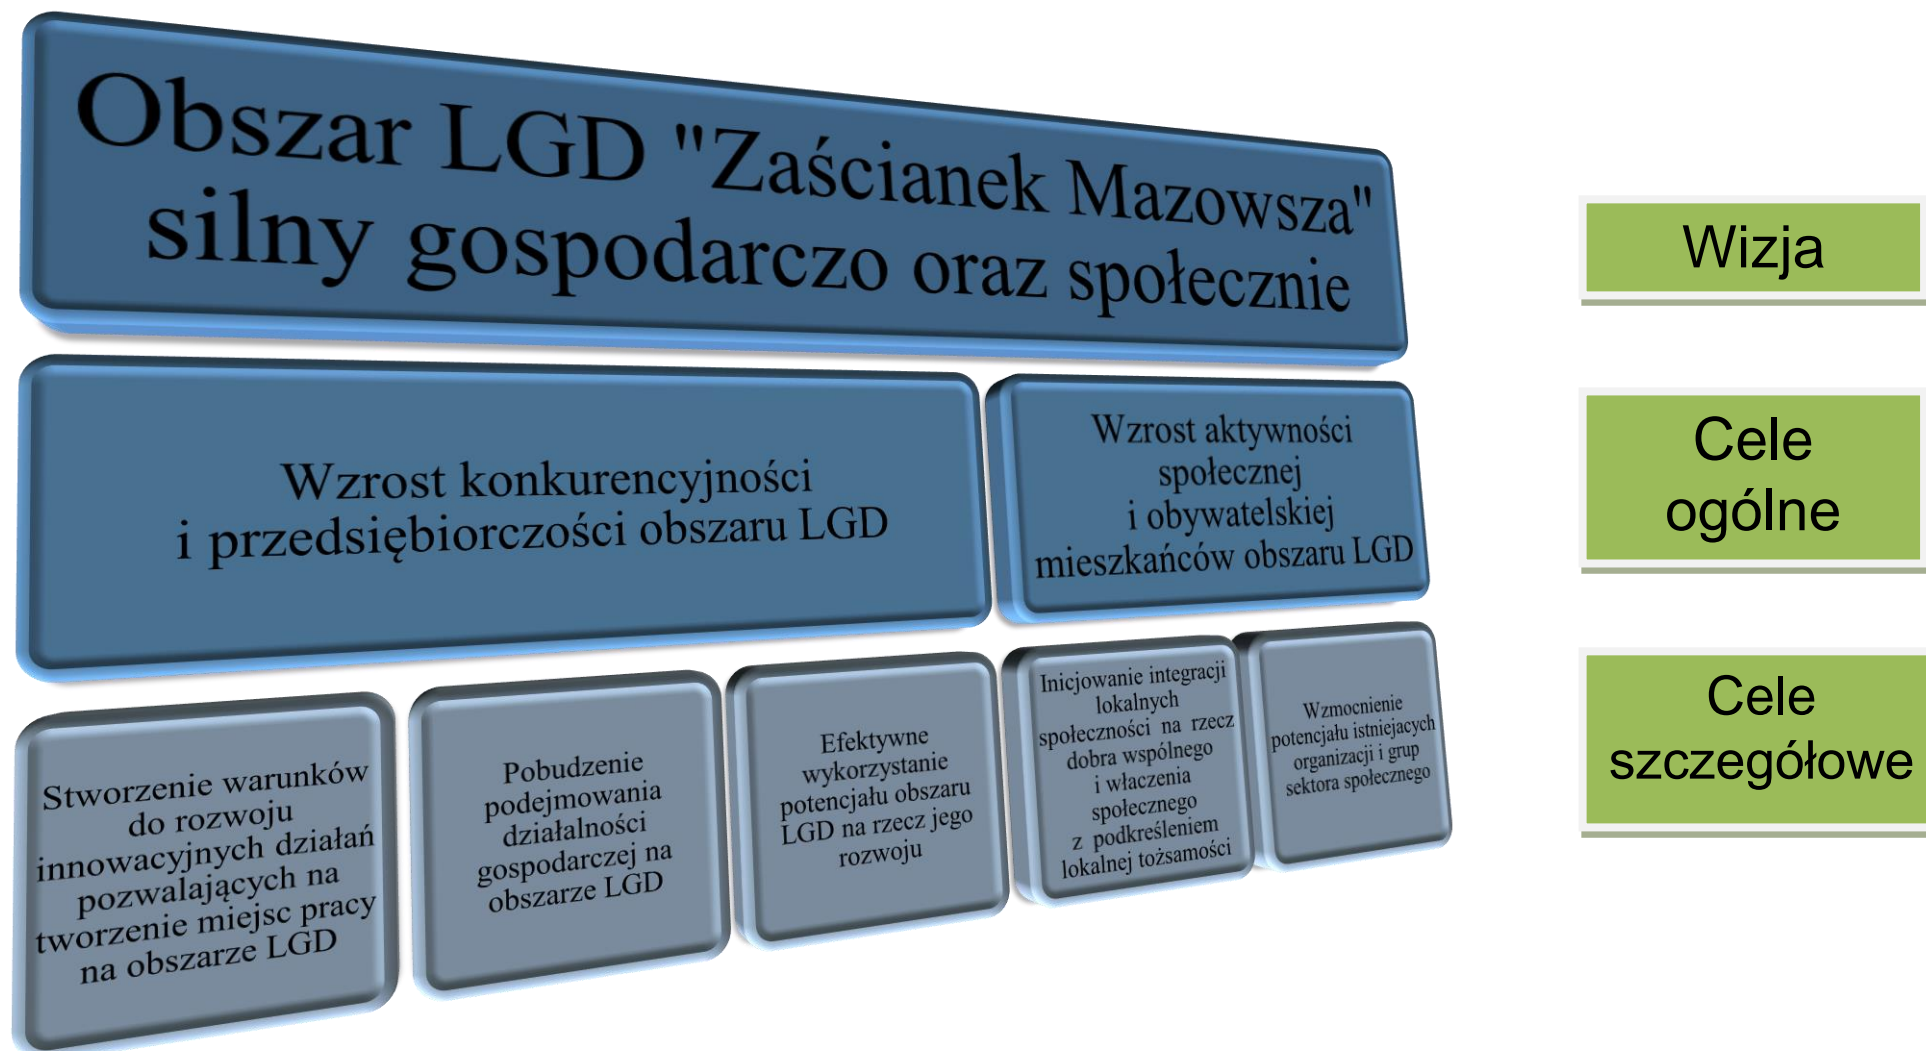 Obszar LGD "Zaścianek Mazowsza"
silny gospodarczo oraz społecznie
Wizja
Wzrost konkurencyjności
i przedsiębiorczości obszaru LGD
Wzrost aktywności
społecznej
i obywatelskiej
mieszkańców obszaru LGD
Cele
ogólne
Stworzenie warunków
do rozwoju
innowacyjnych działań
pozwalających na
tworzenie miejsc pracy
na obszarze LGD
Pobudzenie
podejmowania
działalności
gospodarczej na
obszarze LGD
Efektywne
wykorzystanie
potencjału obszaru
LGD na rzecz jego
rozwoju
Inicjowanie integracji
lokalnych
społeczności na rzecz
dobra wspólnego
i właczenia
społecznego
z podkreśleniem
lokalnej tożsamości
Wzmocnienie
potencjału istniejacych
organizacji i grup
sektora społecznego
Cele
szczegółowe